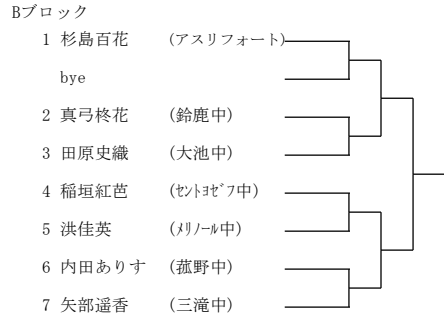 Bブロック
1 杉島百花 (アスリフォート)
bye
2 真弓柊花 (鈴鹿中)
3 田原史織 (大池中)
4 稲垣紅芭 (ｾﾝﾄﾖｾﾞﾌ中)
5 洪佳英 (ﾒﾘﾉｰﾙ中)
6 内田ありす (菰野中)
7 矢部遥香 (三滝中)